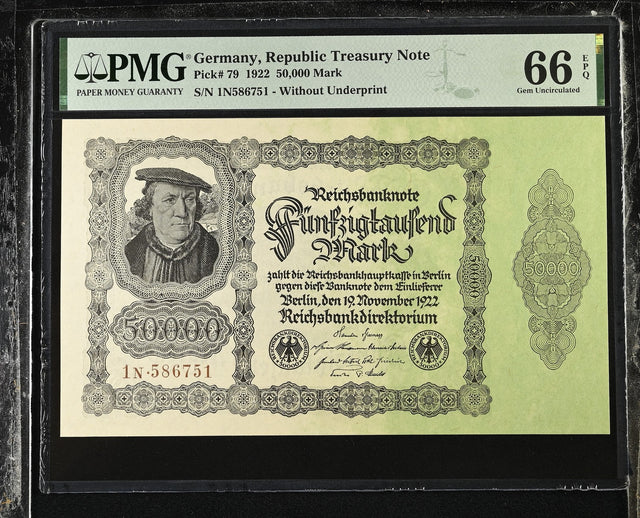 PMG
PAPER MONEY GUARANTY
Germany, Republic Treasury Note
Pick# 79 1922 50,000 Mark
S/N 1N586751 - Without Underprint
66 EPQ
Gem Uncirculated
Reichsbanknote
Fünfzigtausend
Mark
zahlt die Reichsbankhauptkasse in Berlin
gegen diese Banknote dem Einlieferer
Berlin, den 19. November 1922
Reichsbankdirektorium
50000
1N·586751
50000
50000